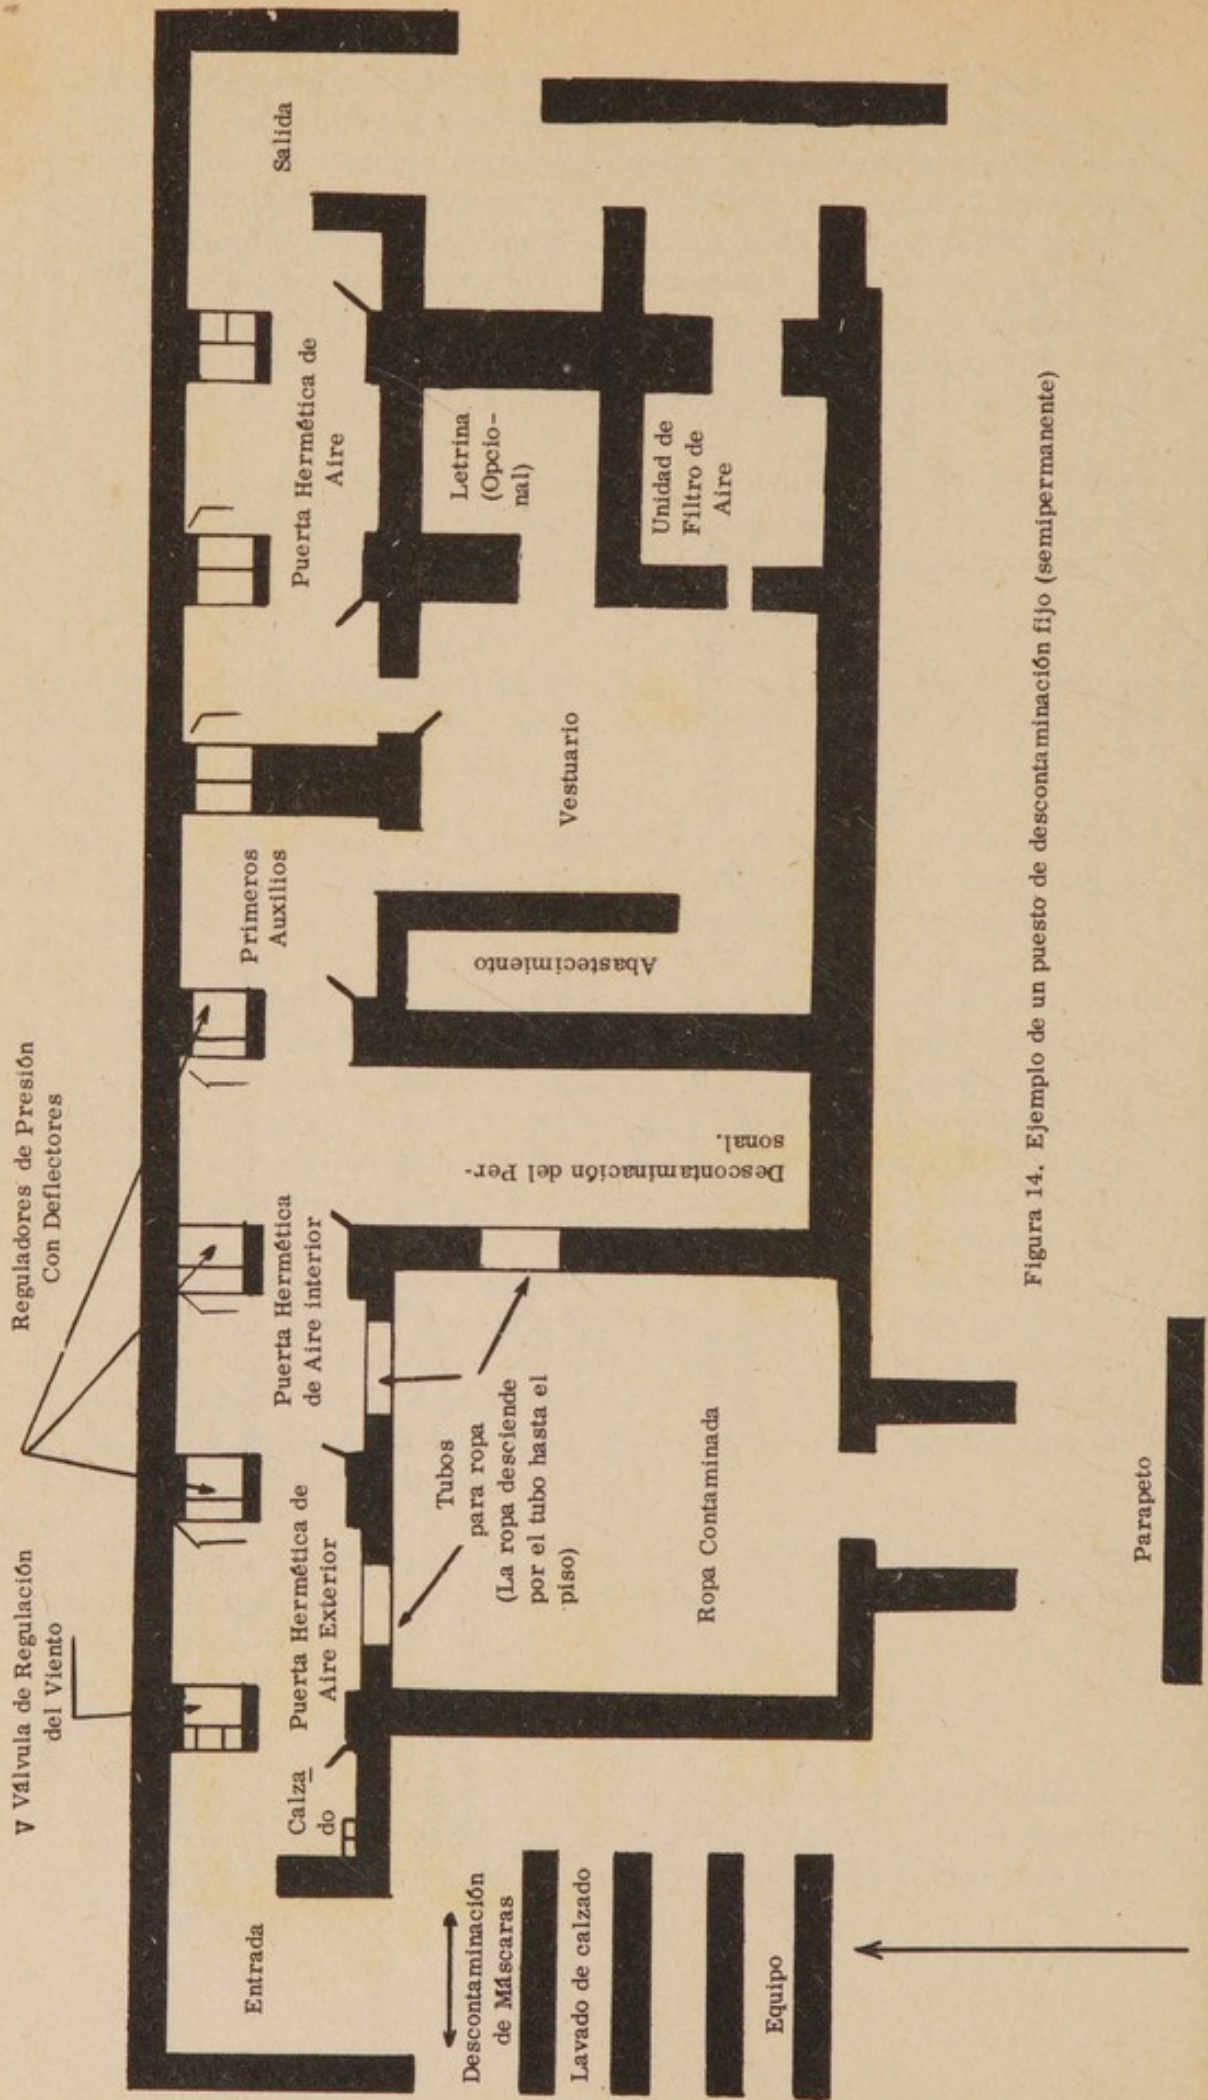 V Válvula de Regulación
del Viento
Reguladores de Presión
Con Deflectores
Entrada
Calza
do
Puerta Hermética de
Aire Exterior
Puerta Hermética
de Aire interior
Primeros
Auxilios
Puerta Hermética de
Aire
Salida
Descontaminación
de Máscaras
Lavado de calzado
Equipo
Tubos
para ropa
(La ropa desciende
por el tubo hasta el
piso)
Ropa Contaminada
Descontaminación del Per-
sonal.
Abastecimiento
Vestuario
Letrina
(Opcio-
nal)
Unidad de
Filtro de
Aire
Parapeto
Figura 14. Ejemplo de un puesto de descontaminación fijo (semipermanente)